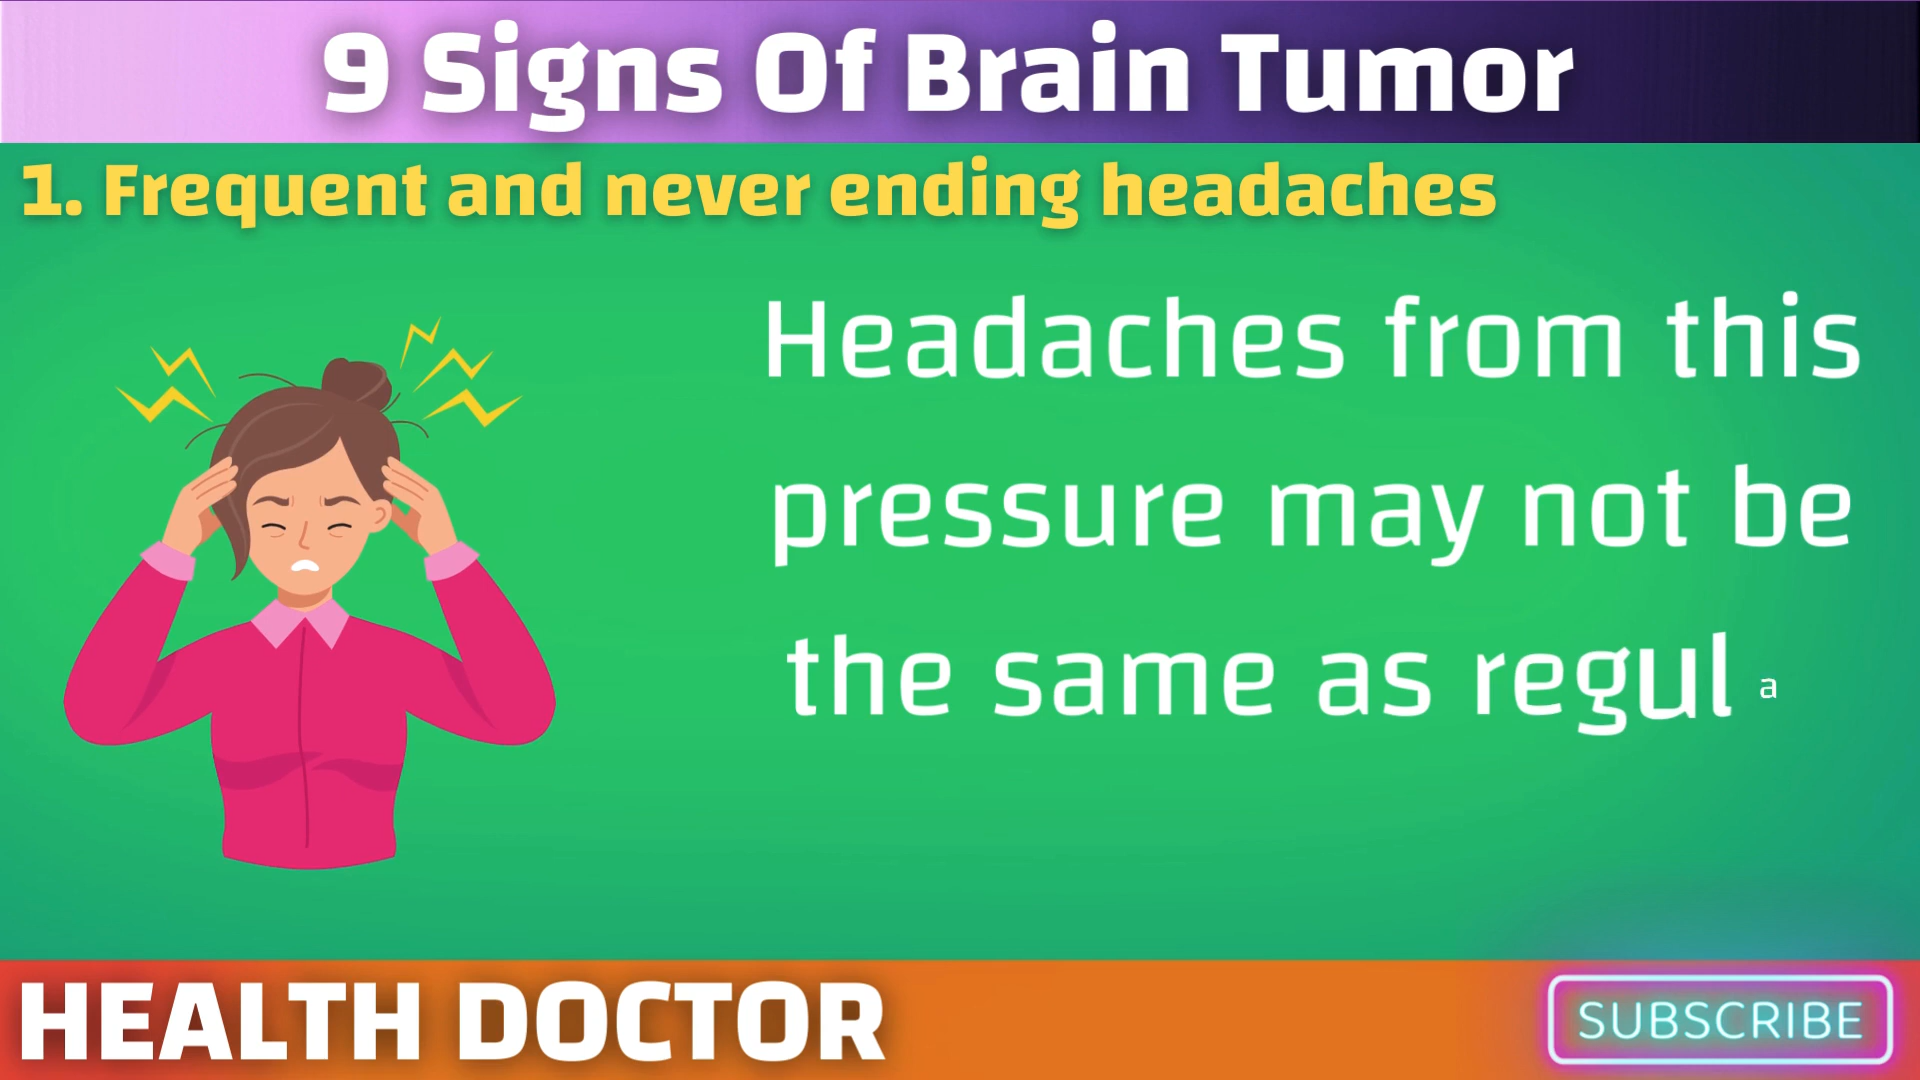 9 Signs Of Brain Tumor
1. Frequent and never ending headaches
Headaches from this
pressure may not be
the same as regul a
HEALTH DOCTOR
SUBSCRIBE